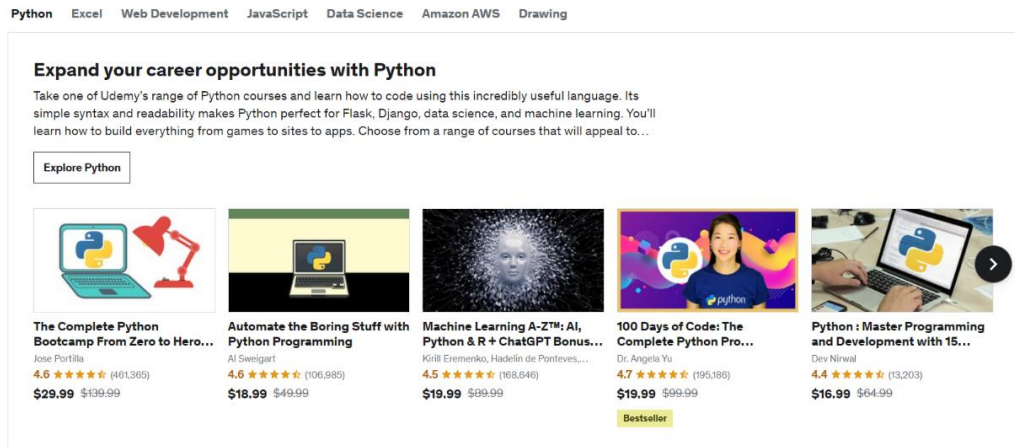 Python Excel Web Development JavaScript Data Science Amazon AWS Drawing
Expand your career opportunities with Python
Take one of Udemy's range of Python courses and learn how to code using this incredibly useful language. Its
simple syntax and readability makes Python perfect for Flask, Django, data science, and machine learning. You'll
learn how to build everything from games to sites to apps. Choose from a range of courses that will appeal to...
Explore Python
python
The Complete Python
Bootcamp From Zero to Hero...
Jose Portilla
4.6 (461,365)
$29.99 $139.99
Automate the Boring Stuff with
Python Programming
Al Sweigart
4.6 (106,985)
$18.99 $49.99
Machine Learning A-Z™: AI,
Python & R + ChatGPT Bonus...
Kirill Eremenko, Hadelin de Ponteves,...
4.5 (168,646)
$19.99 $89.99
100 Days of Code: The
Complete Python Pro...
Dr. Angela Yu
4.7 (195,186)
$19.99 $99.99
Bestseller
Python : Master Programming
and Development with 15...
Dev Nirwal
4.4 (13,203)
$16.99 $64.99